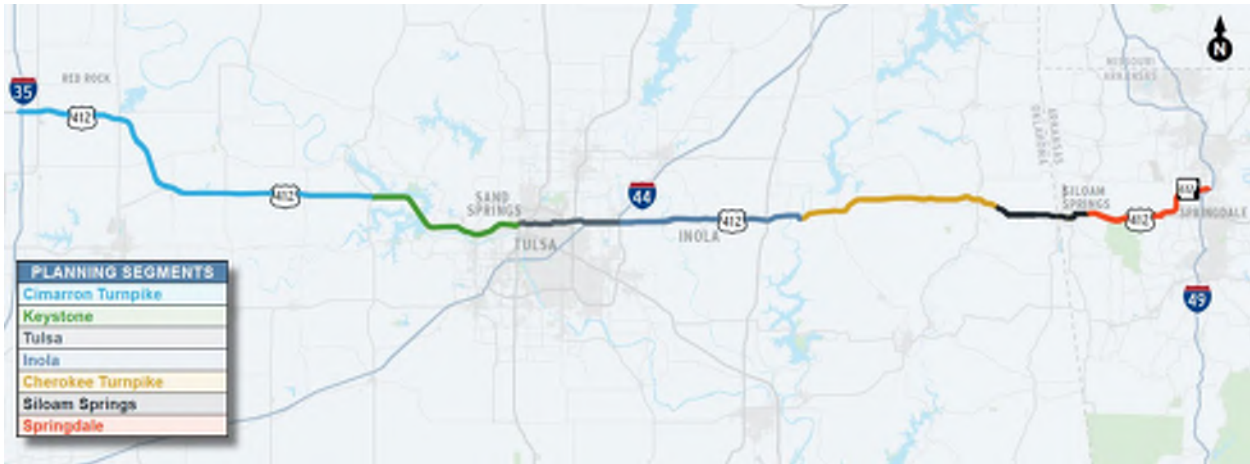 N
MISSOURI
ARKANSAS
RED ROCK
35
412
ARKANSAS
OKLAHOMA
412
SAND
SPRINGS
44
SILOAM
SPRINGS
412
412
SPRINGDALE
TULSA
INOLA
PLANNING SEGMENTS
Cimarron Turnpike
Keystone
Tulsa
Inola
Cherokee Turnpike
Siloam Springs
Springdale
49